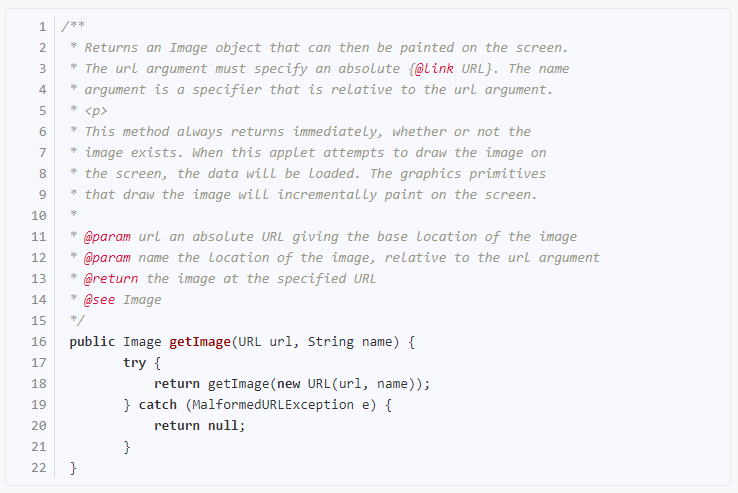 1 /**
2  * Returns an Image object that can then be painted on the screen.
3  * The url argument must specify an absolute {@link URL}. The name
4  * argument is a specifier that is relative to the url argument.
5  * <p>
6  * This method always returns immediately, whether or not the
7  * image exists. When this applet attempts to draw the image on
8  * the screen, the data will be loaded. The graphics primitives
9  * that draw the image will incrementally paint on the screen.
10  *
11  * @param url an absolute URL giving the base location of the image
12  * @param name the location of the image, relative to the url argument
13  * @return the image at the specified URL
14  * @see Image
15  */
16  public Image getImage(URL url, String name) {
17         try {
18             return getImage(new URL(url, name));
19         } catch (MalformedURLException e) {
20             return null;
21         }
22  }